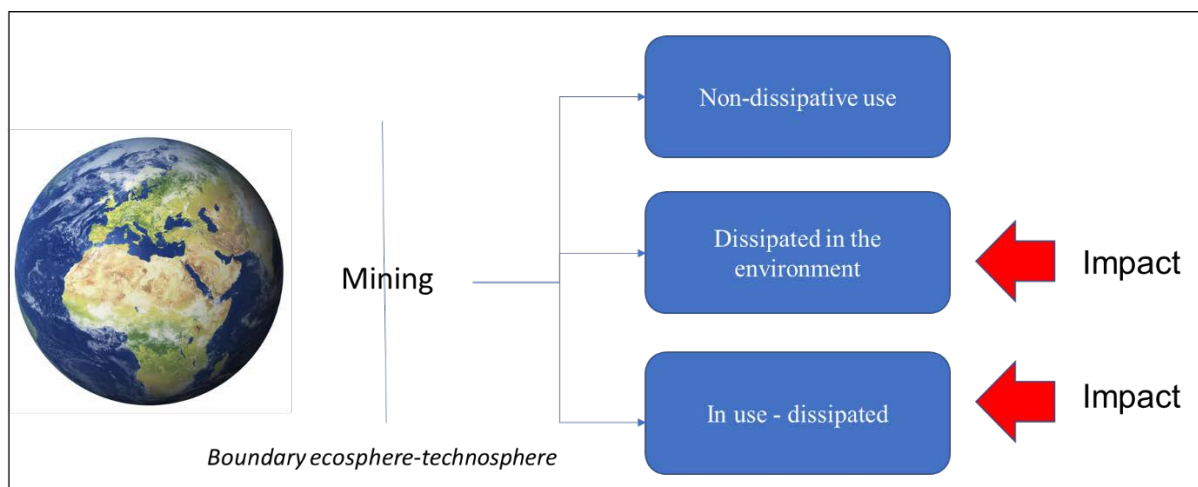 Non-dissipative use
Dissipated in the
environment
Impact
Mining
In use - dissipated
Impact
Boundary ecosphere-technosphere